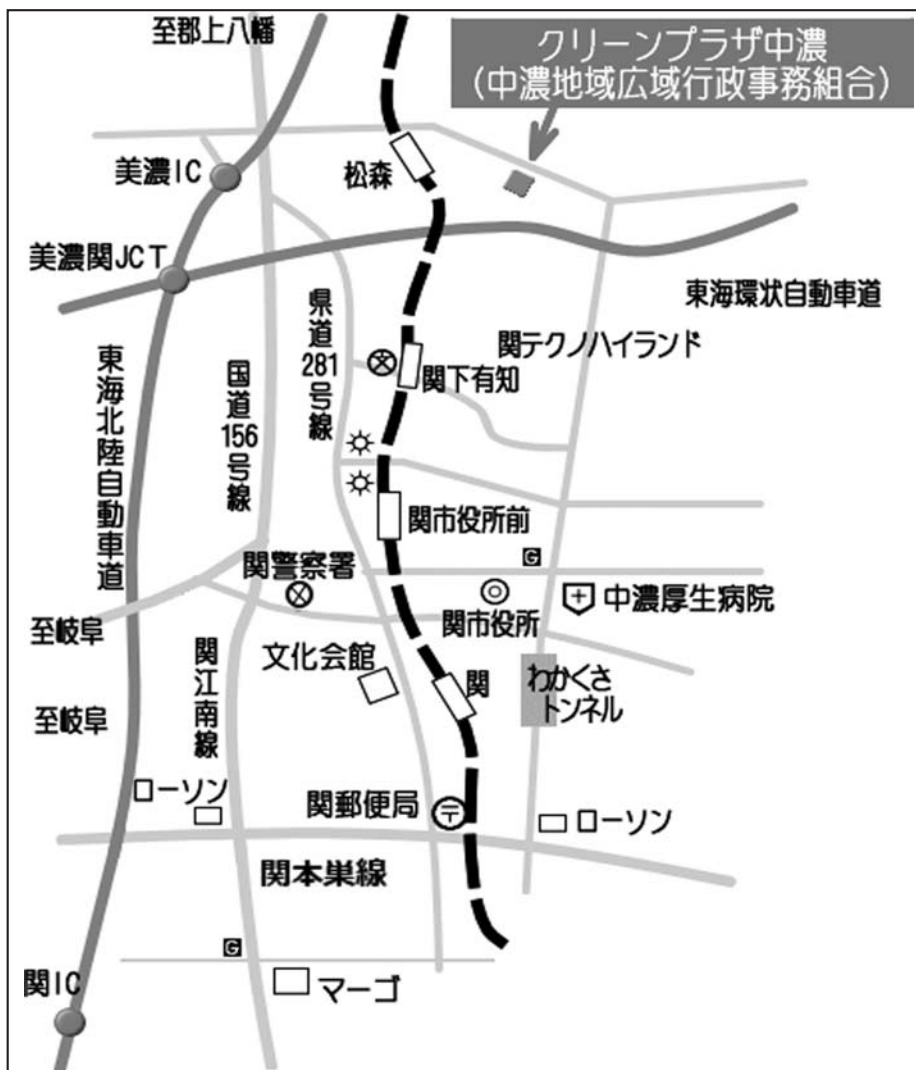 至郡上八幡
クリーンプラザ中濃
（中濃地域広域行政事務組合）
美濃IC
松森
美濃関JCT
東海環状自動車道
県道281号線
関テクノハイランド
関下有知
国道156号線
東海北陸自動車道
関市役所前
G
関警察署
中濃厚生病院
関市役所
至岐阜
関江南線
文化会館
関
わかくさ
トンネル
至岐阜
ローソン
関郵便局
〒
ローソン
関本巣線
G
マーゴ
関IC